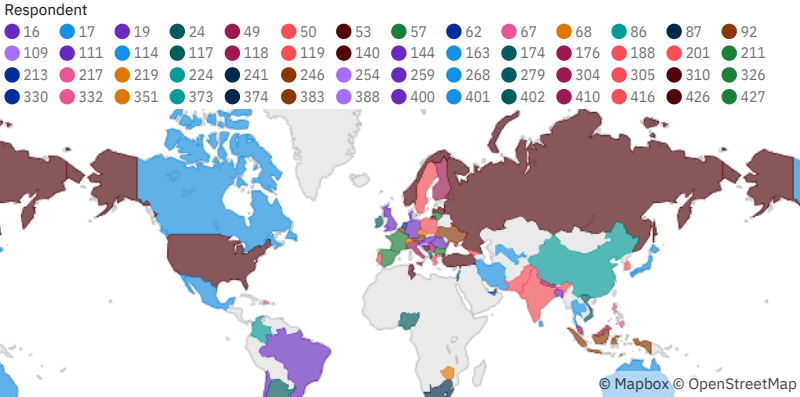 Respondent
16 17 19 24 49 50 53 57 62 67 68 86 87 92
109 111 114 117 118 119 140 144 163 174 176 188 201 211
213 217 219 224 241 246 254 259 268 279 304 305 310 326
330 332 351 373 374 383 388 400 401 402 410 416 426 427
© Mapbox © OpenStreetMap